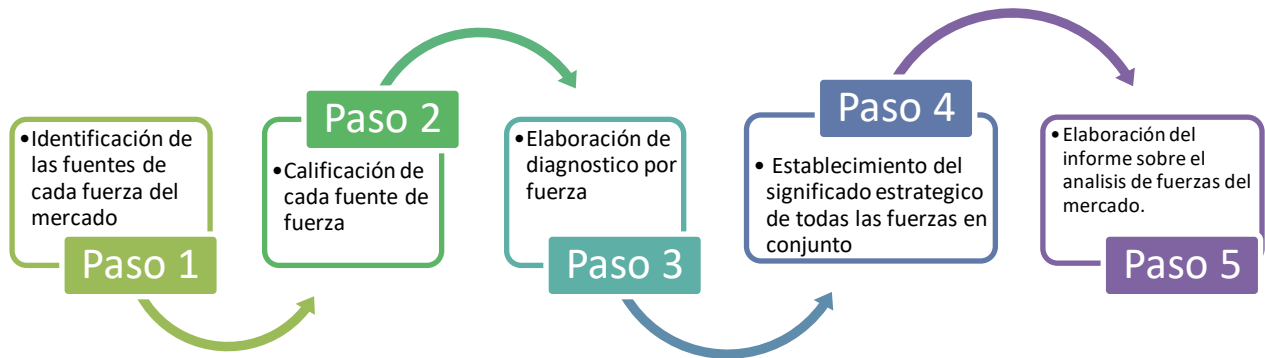 •Identificación de
las fuentes de
cada fuerza del
mercado
Paso 1
Paso 2
•Calificación de
cada fuente de
fuerza
•Elaboración de
diagnostico por
fuerza
Paso 3
Paso 4
• Establecimiento del
significado estrategico
de todas las fuerzas en
conjunto
• Elaboración del
informe sobre el
analisis de fuerzas del
mercado.
Paso 5